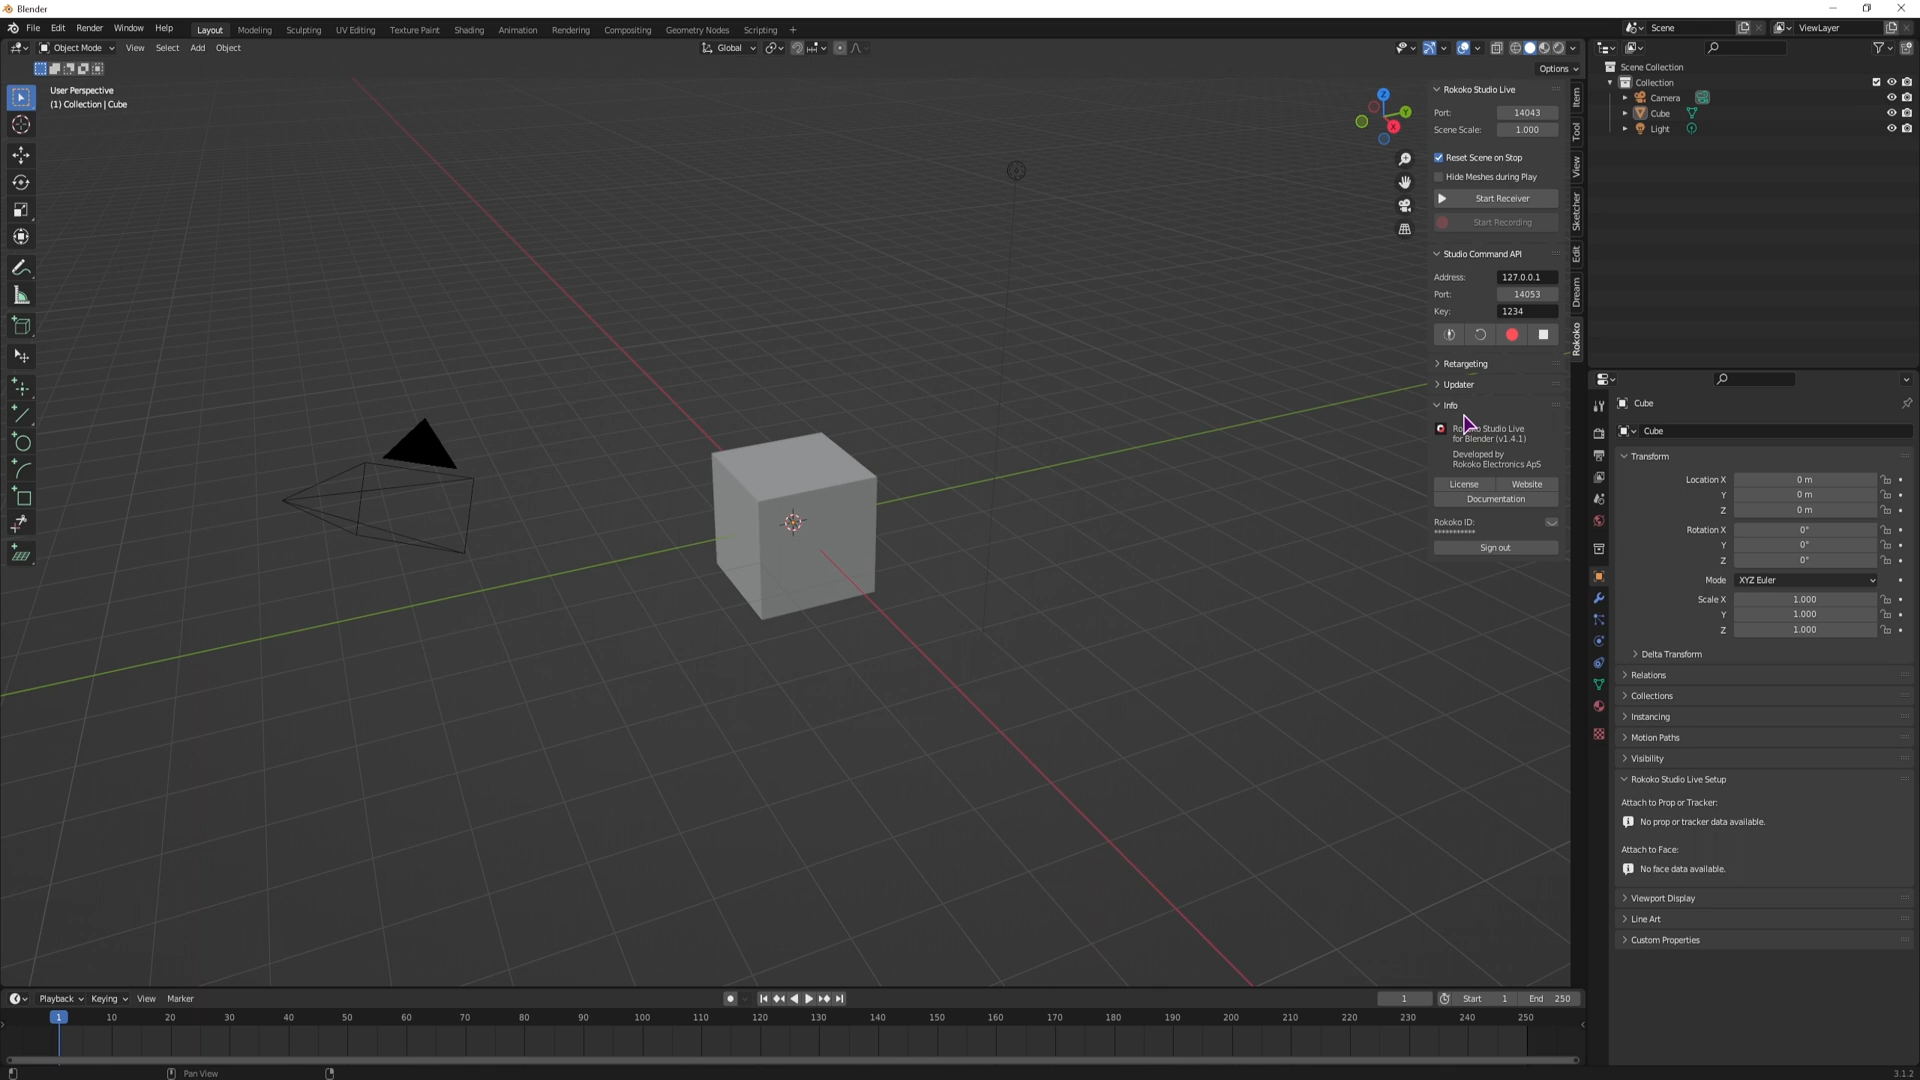 Blender
File Edit Render Window Help Layout Modeling Sculpting UV Editing Texture Paint Shading Animation Rendering Compositing Geometry Nodes Scripting +
Scene ViewLayer
Object Mode View Select Add Object Global
Options
User Perspective
(1) Collection | Cube
Z
Y
X
Rokoko Studio Live
Port: 14043
Scene Scale: 1.000
Reset Scene on Stop
Hide Meshes during Play
Start Receiver
Start Recording
Studio Command API
Address: 127.0.0.1
Port: 14053
Key: 1234
Retargeting
Updater
Info
Studio Live
for Blender (v1.4.1)
Developed by
Rokoko Electronics ApS
License Website
Documentation
Rokoko ID:
***********
Sign out
Item
Tool
View
Sketcher
Edit
Dream
Rokoko
Scene Collection
Collection
Camera
Cube
Light
Cube
Cube
Transform
Location X 0 m
Y 0 m
Z 0 m
Rotation X 0°
Y 0°
Z 0°
Mode XYZ Euler
Scale X 1.000
Y 1.000
Z 1.000
Delta Transform
Relations
Collections
Instancing
Motion Paths
Visibility
Rokoko Studio Live Setup
Attach to Prop or Tracker:
No prop or tracker data available.
Attach to Face:
No face data available.
Viewport Display
Line Art
Custom Properties
Playback Keying View Marker
1 Start 1 End 250
1 10 20 30 40 50 60 70 80 90 100 110 120 130 140 150 160 170 180 190 200 210 220 230 240 250
Pan View
3.1.2